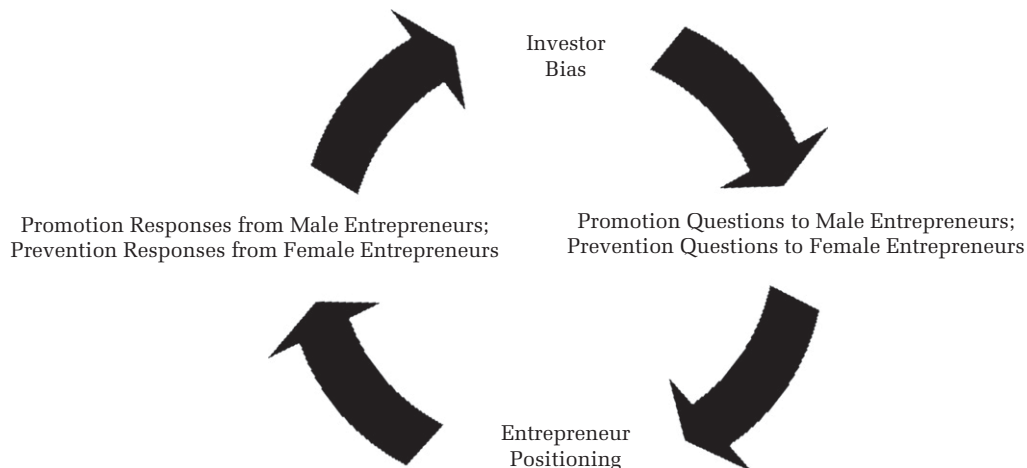 Investor
Bias
Promotion Questions to Male Entrepreneurs;
Prevention Questions to Female Entrepreneurs
Entrepreneur
Positioning
Promotion Responses from Male Entrepreneurs;
Prevention Responses from Female Entrepreneurs